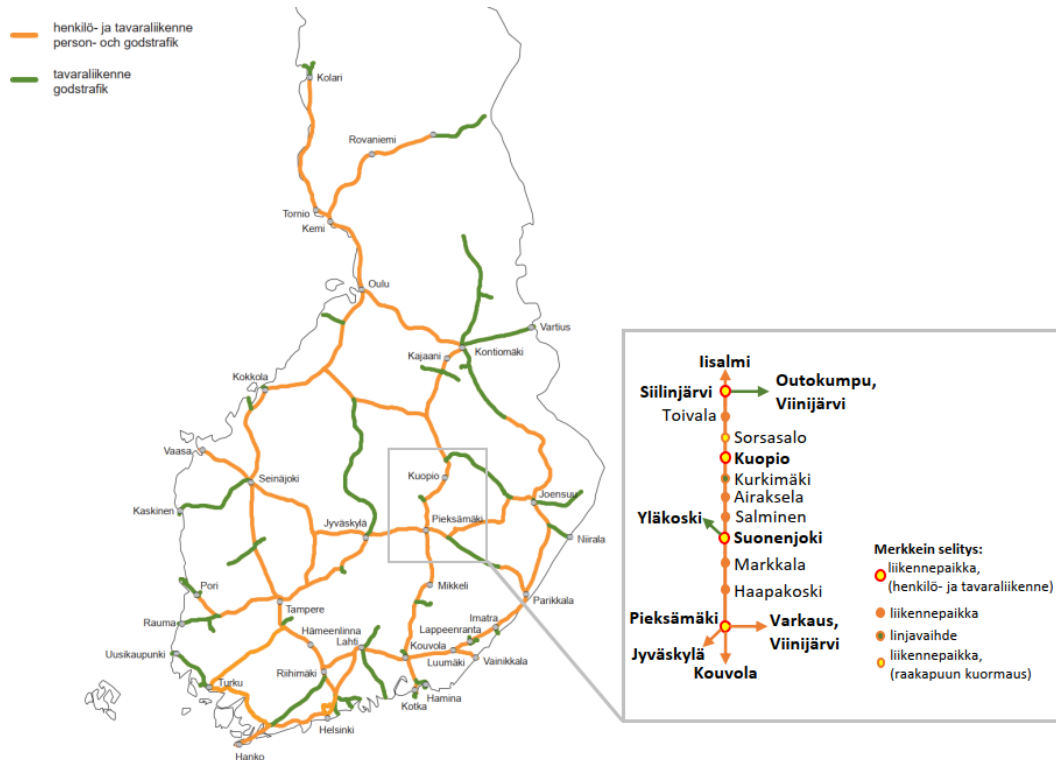 henkilö- ja tavaraliikenne
person- och godstrafik
tavaraliikenne
godstrafik
Kolari
Rovaniemi
Tornio
Kemi
Oulu
Vartius
Kontiomäki
Kajaani
Kokkola
Vaasa
Seinäjoki
Kuopio
Joensuu
Kaskinen
Jyväskylä
Pieksämäki
Niirala
Mikkeli
Pori
Parikkala
Tampere
Rauma
Imatra
Hämeenlinna
Lappeenranta
Lahti
Kouvola
Uusikaupunki
Luumäki
Vainikkala
Riihimäki
Turku
Hamina
Kotka
Helsinki
Hanko
Iisalmi
Siilinjärvi
Outokumpu,
Viinijärvi
Toivala
Sorsasalo
Kuopio
Kurkimäki
Airaksela
Yläkoski
Salminen
Suonenjoki
Markkala
Haapakoski
Pieksämäki
Varkaus,
Viinijärvi
Jyväskylä
Kouvola
Merkkein selitys:
liikennepaikka,
(henkilö- ja tavaraliikenne)
liikennepaikka
linjavaihde
liikennepaikka,
(raakapuun kuormaus)